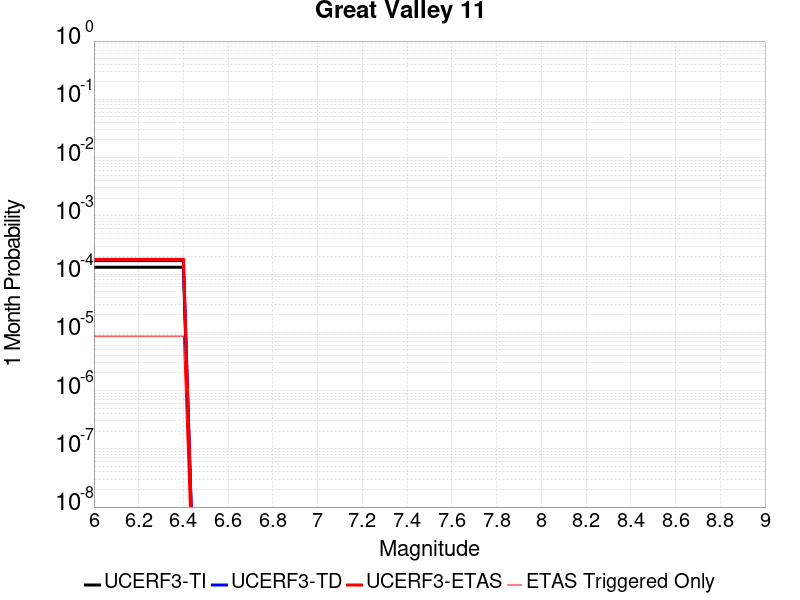 Great Valley 11
1 Month Probability
10^0
10^-1
10^-2
10^-3
10^-4
10^-5
10^-6
10^-7
10^-8
6 6.2 6.4 6.6 6.8 7 7.2 7.4 7.6 7.8 8 8.2 8.4 8.6 8.8 9
Magnitude
UCERF3-TI UCERF3-TD UCERF3-ETAS ETAS Triggered Only